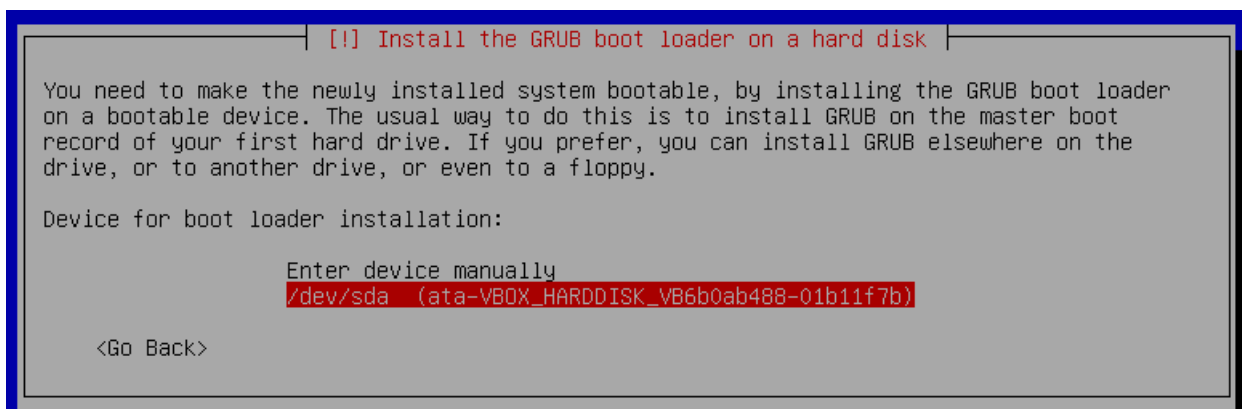 [!] Install the GRUB boot loader on a hard disk
You need to make the newly installed system bootable, by installing the GRUB boot loader
on a bootable device. The usual way to do this is to install GRUB on the master boot
record of your first hard drive. If you prefer, you can install GRUB elsewhere on the
drive, or to another drive, or even to a floppy.
Device for boot loader installation:
Enter device manually
/dev/sda  (ata-VBOX_HARDDISK_VB6b0ab488-01b11f7b)
<Go Back>